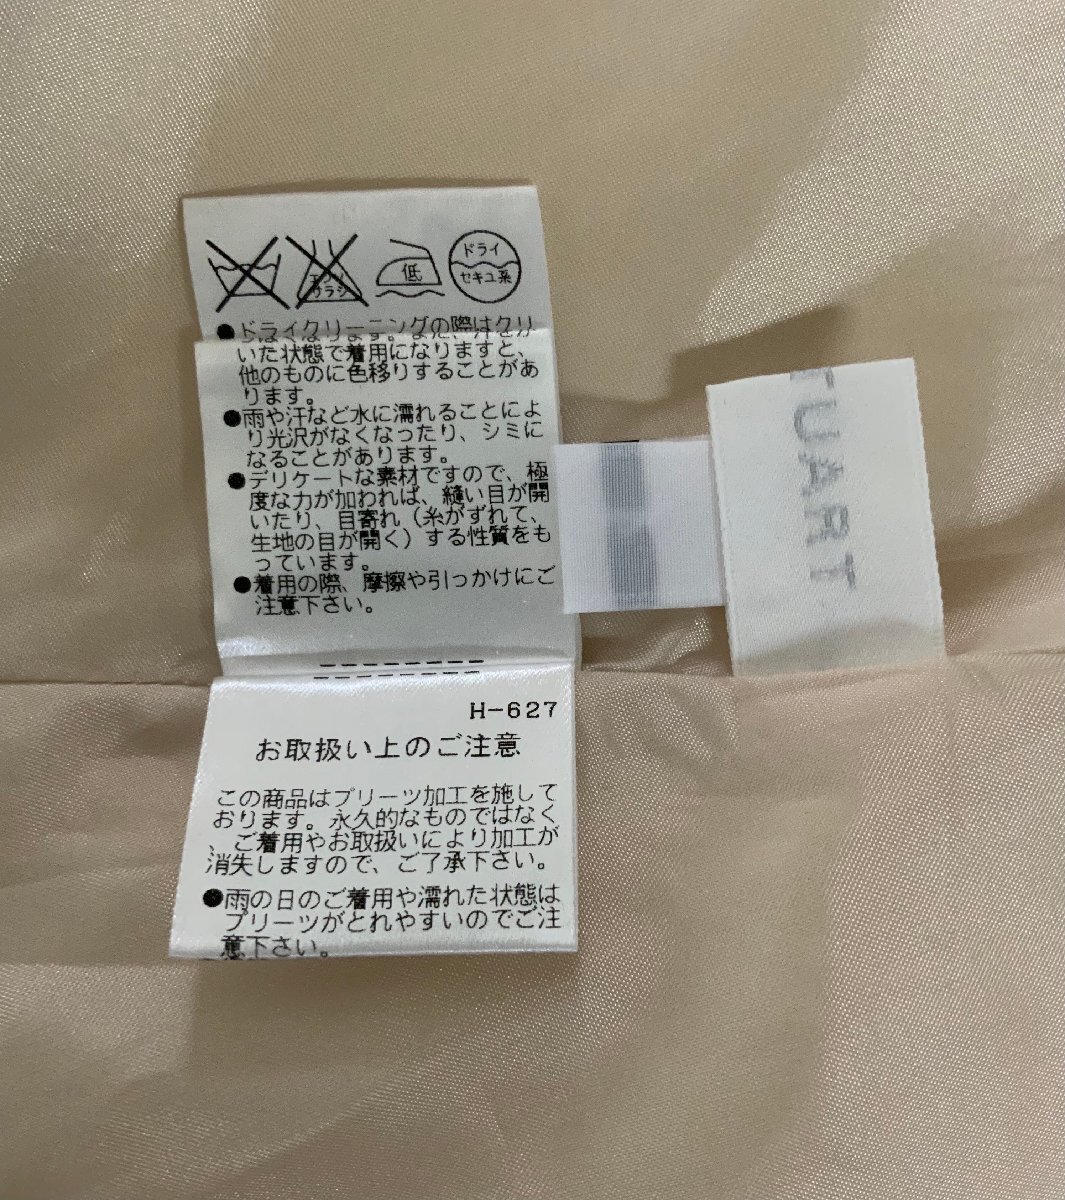 エンソ
ウラシ
低
ドライ
セキユ系
●ドライクリーニングの際はクリ
いた状態で着用になりますと、
他のものに色移りすることがあ
ります。
●雨や汗など水に濡れることによ
り光沢がなくなったり、シミに
なることがあります。
●デリケートな素材ですので、極
度な力が加われば、縫い目が開
いたり、目寄れ（糸がずれて、
生地の目が開く）する性質をも
っています。
●着用の際、摩擦や引っかけにご
注意下さい。
H-627
お取扱い上のご注意
この商品はプリーツ加工を施して
おります。永久的なものではなく
、ご着用やお取扱いにより加工が
消失しますので、ご了承下さい。
●雨の日のご着用や濡れた状態は
プリーツがとれやすいのでご注
意下さい。
TUART